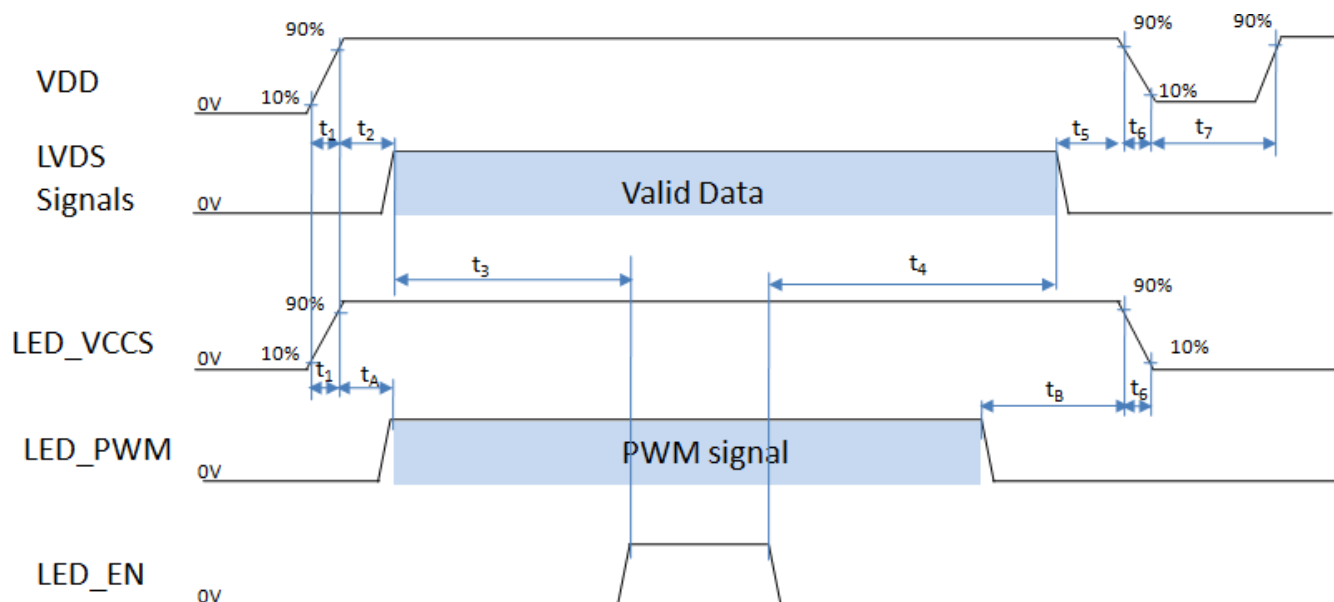 90% 90% 90%
VDD
0V 10% 10%
t1 t2 t5 t6 t7
LVDS
Signals
Valid Data
0V
t3 t4
90% 90%
LED_VCCS
0V 10% 10%
t1 tA tB t6
LED_PWM
PWM signal
0V
LED_EN
0V